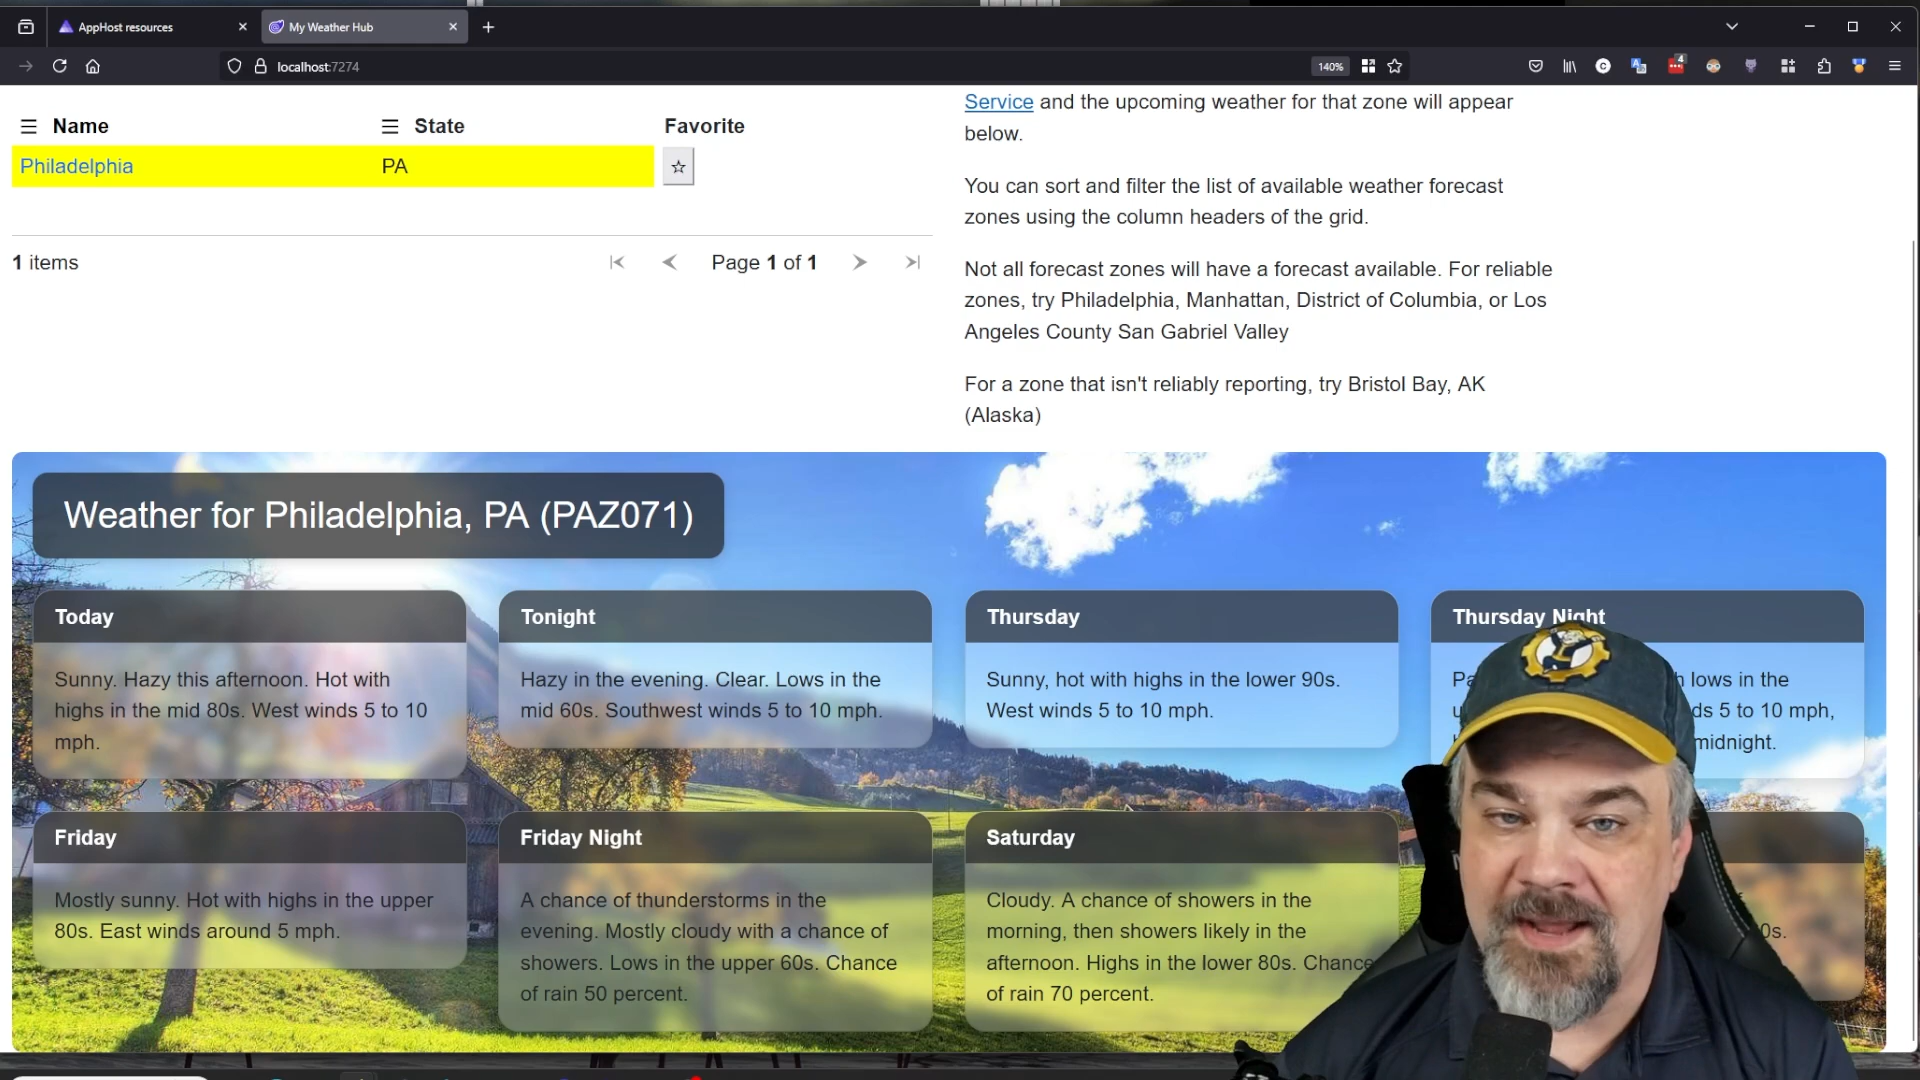 AppHost resources
My Weather Hub
localhost:7274
140%
4
Name
State
Favorite
Philadelphia
PA
1 items
Page 1 of 1
Service and the upcoming weather for that zone will appear
below.
You can sort and filter the list of available weather forecast
zones using the column headers of the grid.
Not all forecast zones will have a forecast available. For reliable
zones, try Philadelphia, Manhattan, District of Columbia, or Los
Angeles County San Gabriel Valley
For a zone that isn't reliably reporting, try Bristol Bay, AK
(Alaska)
Weather for Philadelphia, PA (PAZ071)
Today
Sunny. Hazy this afternoon. Hot with
highs in the mid 80s. West winds 5 to 10
mph.
Tonight
Hazy in the evening. Clear. Lows in the
mid 60s. Southwest winds 5 to 10 mph.
Thursday
Sunny, hot with highs in the lower 90s.
West winds 5 to 10 mph.
Thursday Night
lows in the
5 to 10 mph,
midnight.
Friday
Mostly sunny. Hot with highs in the upper
80s. East winds around 5 mph.
Friday Night
A chance of thunderstorms in the
evening. Mostly cloudy with a chance of
showers. Lows in the upper 60s. Chance
of rain 50 percent.
Saturday
Cloudy. A chance of showers in the
morning, then showers likely in the
afternoon. Highs in the lower 80s. Chance
of rain 70 percent.